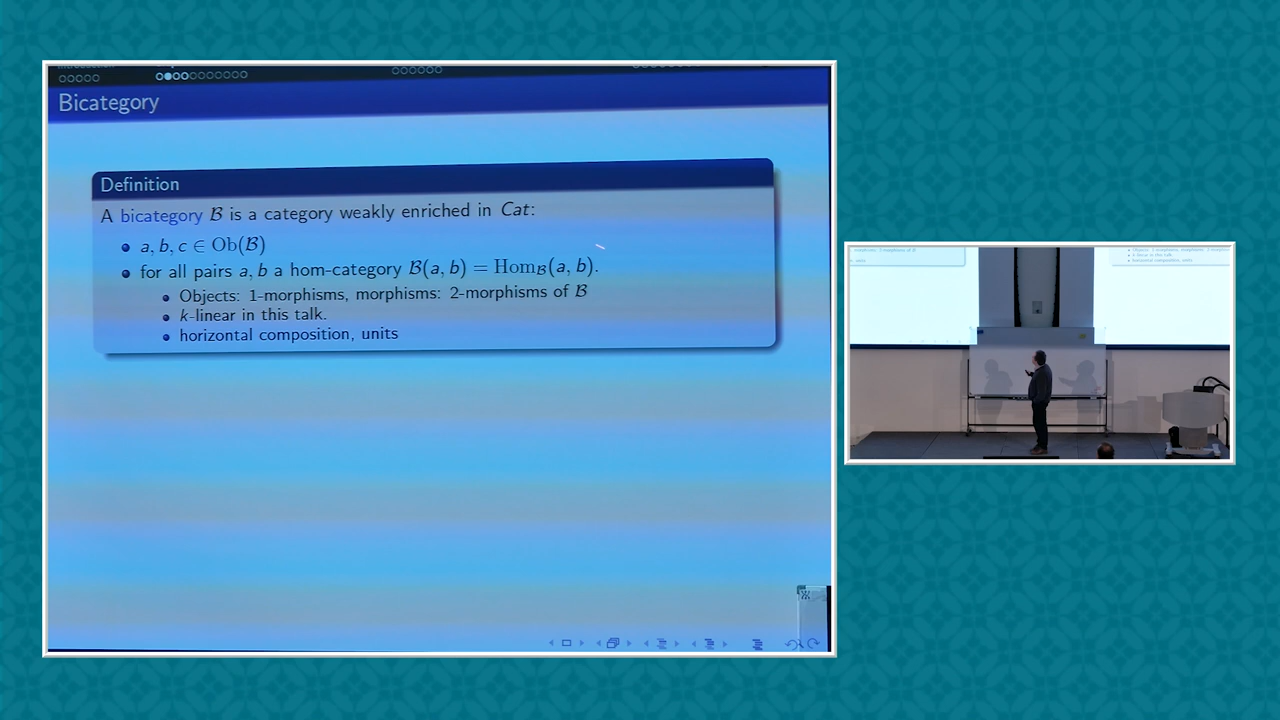 Bicategory
Definition
A bicategory ℬ is a category weakly enriched in Cat:
a, b, c ∈ Ob(ℬ)
for all pairs a, b a hom-category ℬ(a, b) = Hom_ℬ(a, b).
Objects: 1-morphisms, morphisms: 2-morphisms of ℬ
k-linear in this talk.
horizontal composition, units